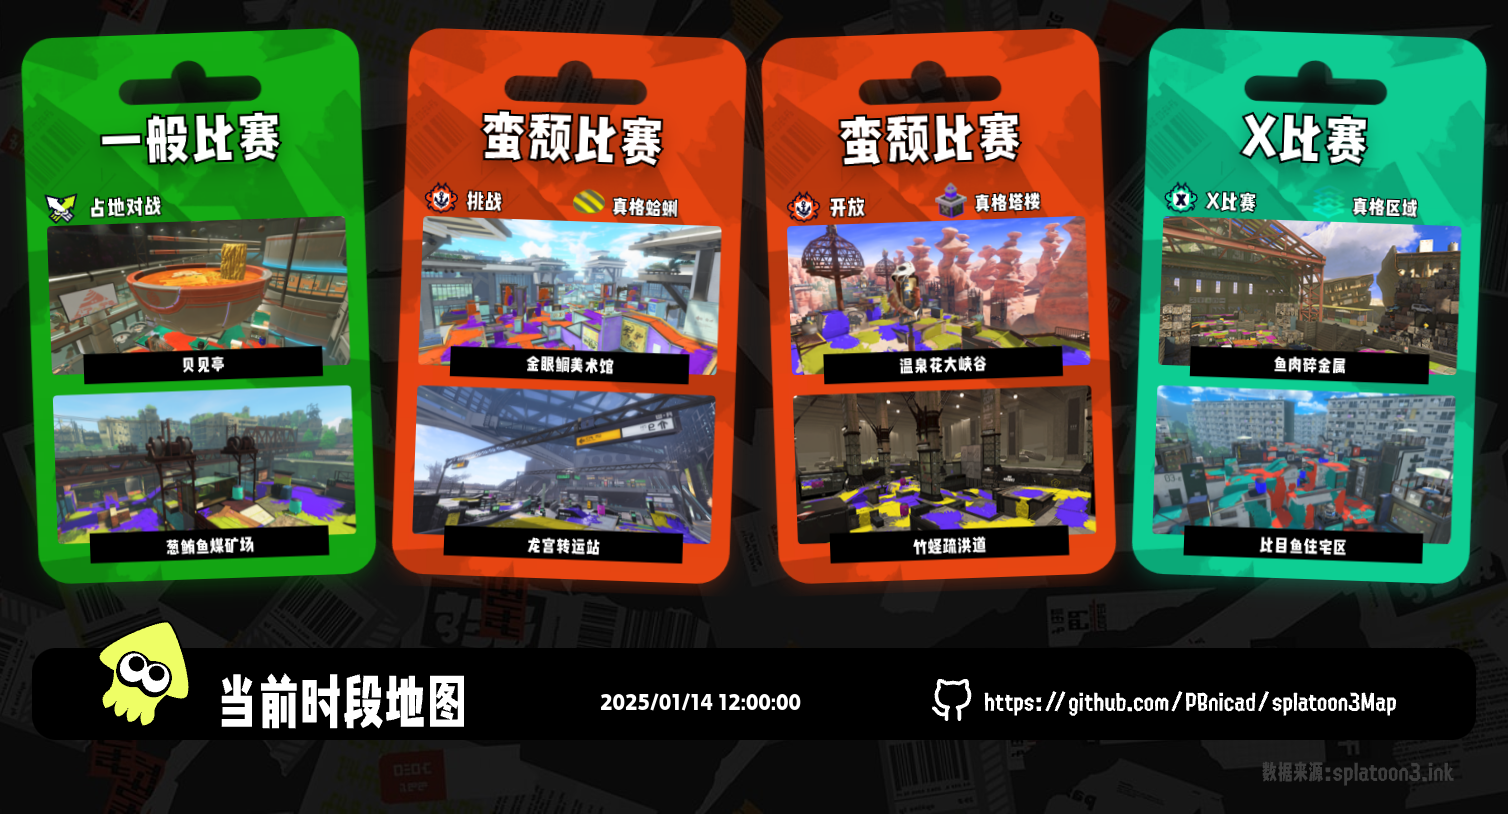 一般比赛
占地对战
贝见亭
葱鲔鱼煤矿场
蛮颓比赛
挑战
真格蛤蜊
金眼鲷美术馆
龙宫转运站
蛮颓比赛
开放
真格塔楼
温泉花大峡谷
竹蛏疏洪道
X比赛
X比赛
真格区域
鱼肉碎金属
比目鱼住宅区
当前时段地图
2025/01/14 12:00:00
https://github.com/PBnicad/splatoon3Map
数据来源:splatoon3.ink